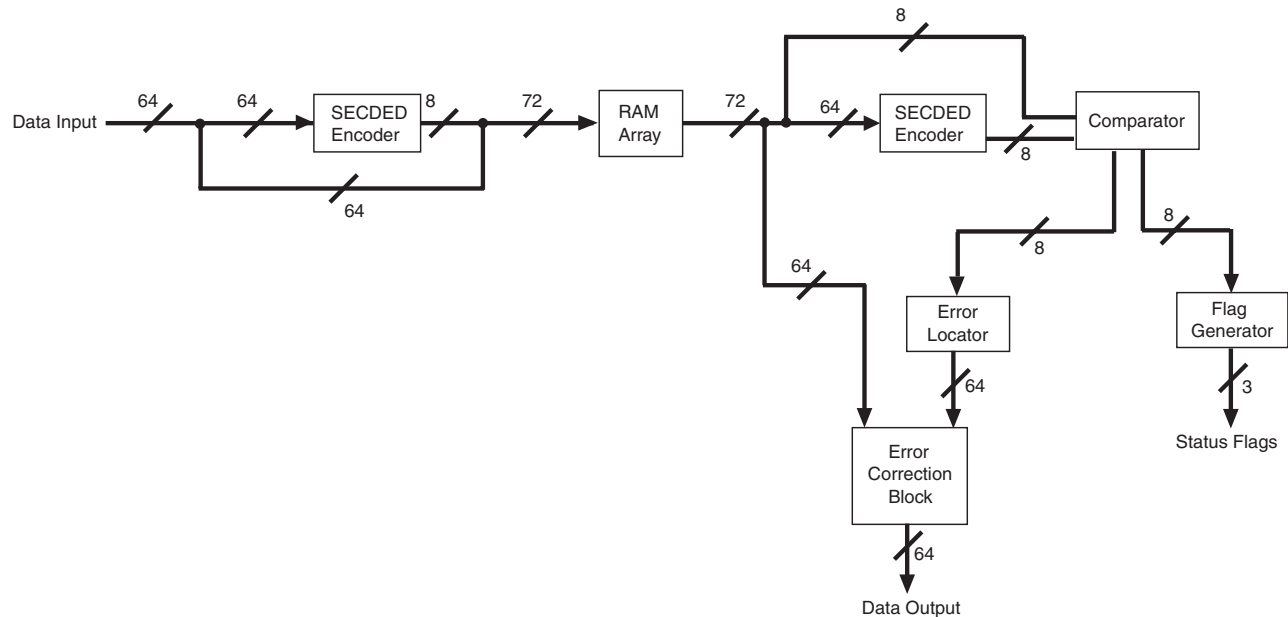 8
64
64
8
72
72
64
Data Input
SECDED
Encoder
RAM
Array
SECDED
Encoder
Comparator
8
64
8
8
64
Error
Locator
Flag
Generator
64
3
Status Flags
Error
Correction
Block
64
Data Output